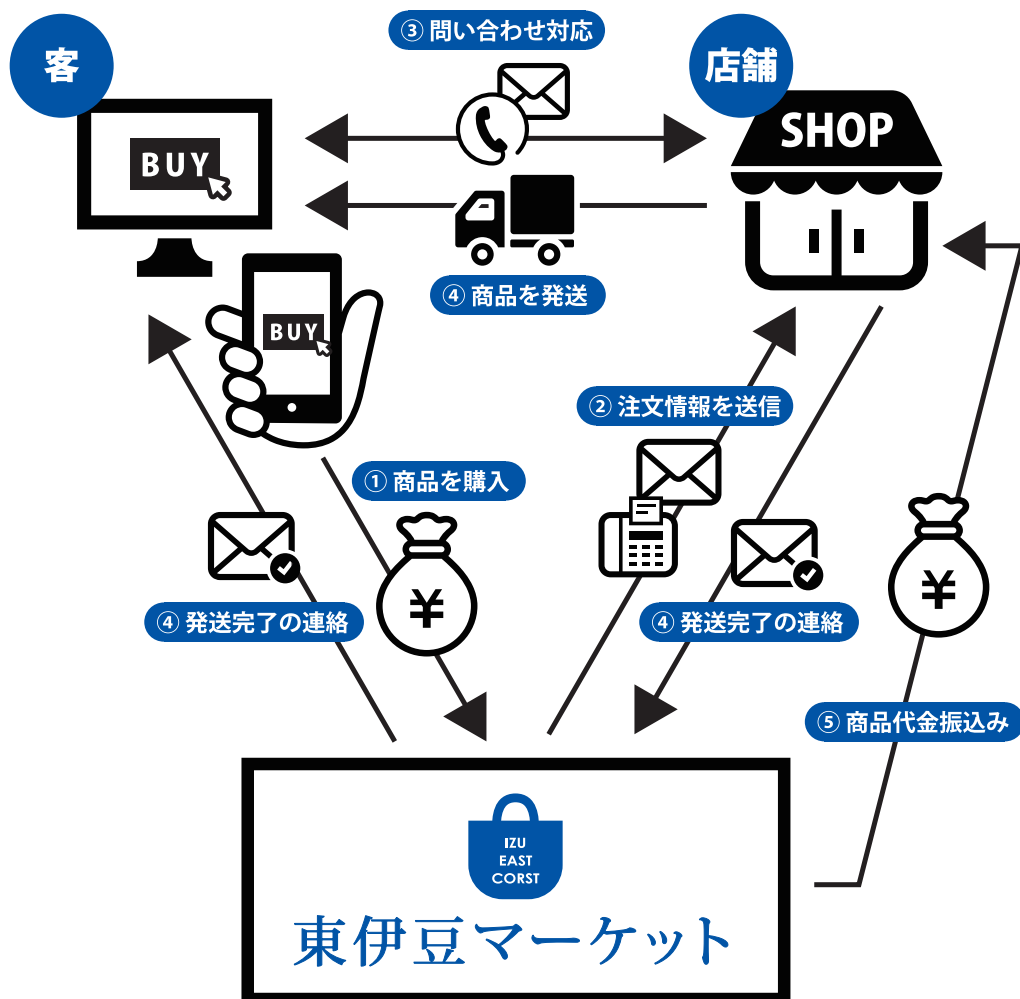 ③ 問い合わせ対応
客
店舗
SHOP
BUY
④ 商品を発送
BUY
② 注文情報を送信
① 商品を購入
¥
¥
④ 発送完了の連絡
④ 発送完了の連絡
⑤ 商品代金振込み
IZU
EAST
CORST
東伊豆マーケット